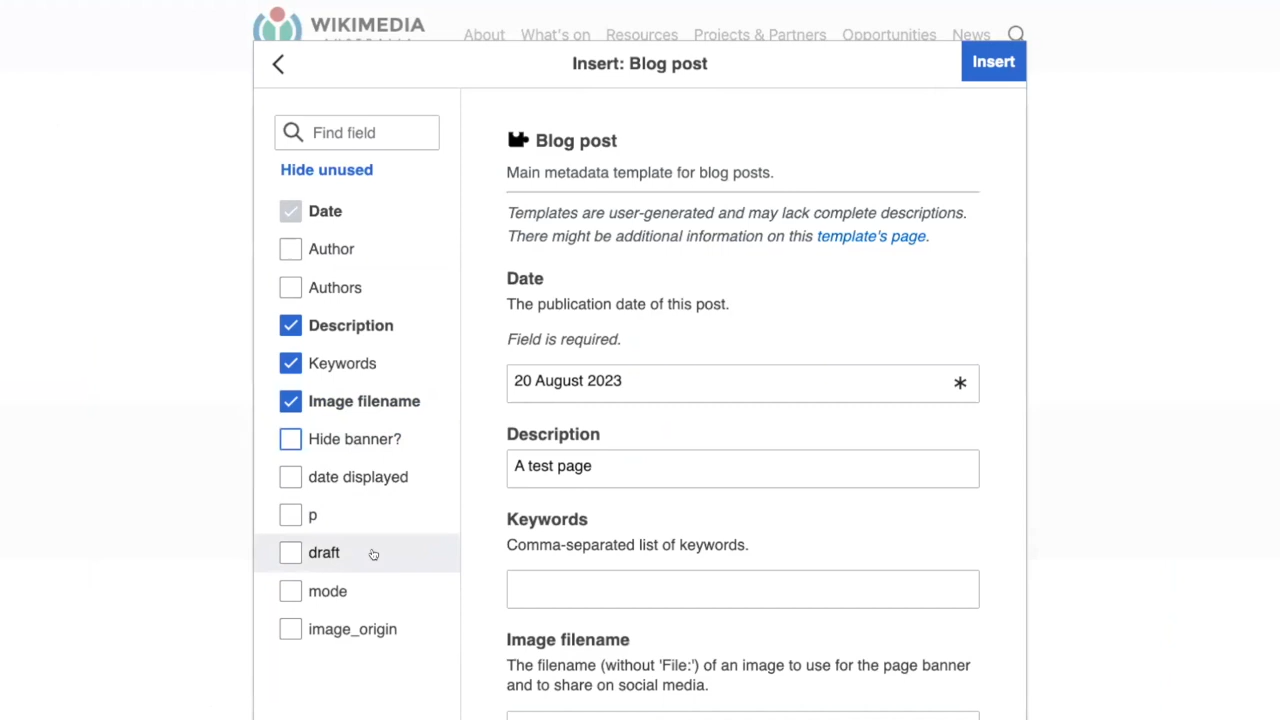 WIKIMEDIA
About What's on Resources Projects & Partners Opportunities News
Insert: Blog post
Insert
Find field
Hide unused
Date
Author
Authors
Description
Keywords
Image filename
Hide banner?
date displayed
p
draft
mode
image_origin
Blog post
Main metadata template for blog posts.
Templates are user-generated and may lack complete descriptions.
There might be additional information on this template's page.
Date
The publication date of this post.
Field is required.
20 August 2023
Description
A test page
Keywords
Comma-separated list of keywords.
Image filename
The filename (without 'File:') of an image to use for the page banner
and to share on social media.